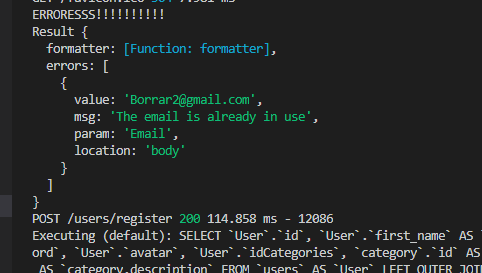 GET /favicon.ico 304 7.981 ms
ERRORESSS!!!!!!!!!!
Result {
formatter: [Function: formatter],
errors: [
{
value: 'Borrar2@gmail.com',
msg: 'The email is already in use',
param: 'Email',
location: 'body'
}
]
}
POST /users/register 200 114.858 ms - 12086
Executing (default): SELECT `User`.`id`, `User`.`first_name` AS `
ord`, `User`.`avatar`, `User`.`idCategories`, `category`.`id` AS
AS `category.description` FROM `users` AS `User` LEFT OUTER JOI